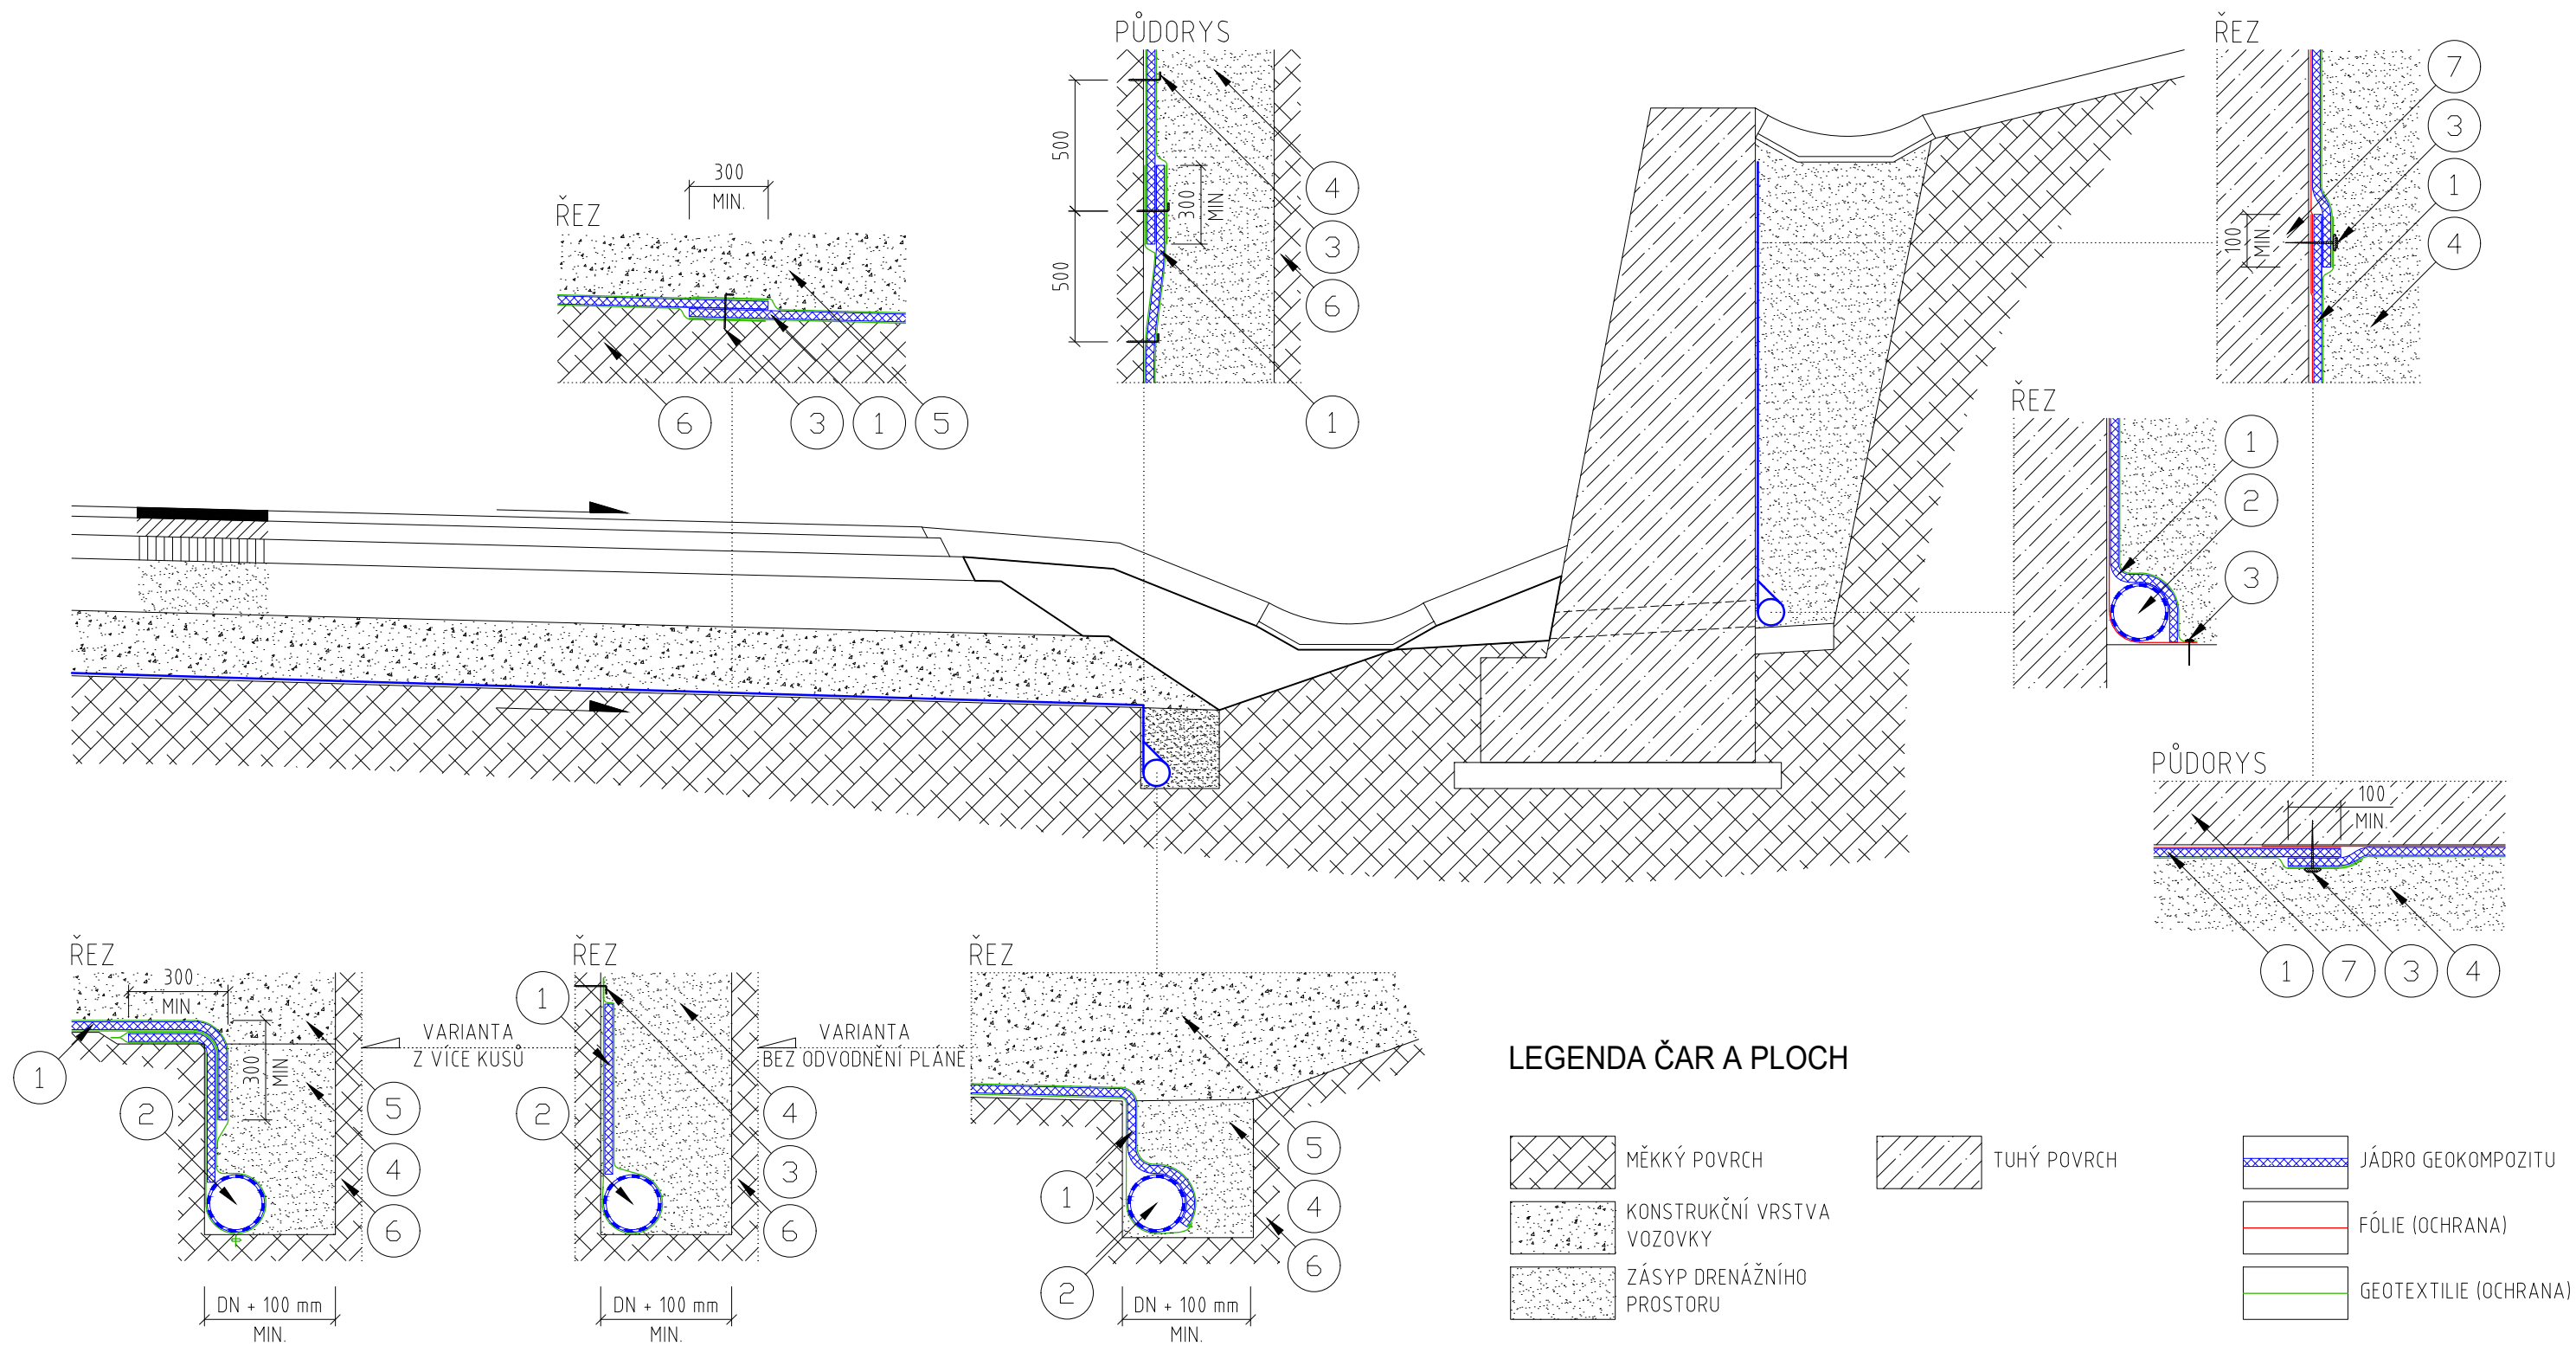 PŮDORYS
500
500
300
MIN
4
3
6
1
ŘEZ
300
MIN.
6
3
1
5
ŘEZ
100
MIN.
7
3
1
4
ŘEZ
1
2
3
PŮDORYS
100
MIN.
1
7
3
4
ŘEZ
300
MIN
300
MIN
1
2
5
4
6
DN + 100 mm
MIN.
VARIANTA
Z VÍCE KUSŮ
ŘEZ
1
2
4
3
6
DN + 100 mm
MIN.
VARIANTA
BEZ ODVODNĚNÍ PLÁNĚ
ŘEZ
1
2
5
4
6
DN + 100 mm
MIN.
LEGENDA ČAR A PLOCH
MĚKKÝ POVRCH
KONSTRUKČNÍ VRSTVA
VOZOVKY
ZÁSYP DRENÁŽNÍHO
PROSTORU
TUHÝ POVRCH
JÁDRO GEOKOMPOZITU
FÓLIE (OCHRANA)
GEOTEXTILIE (OCHRANA)